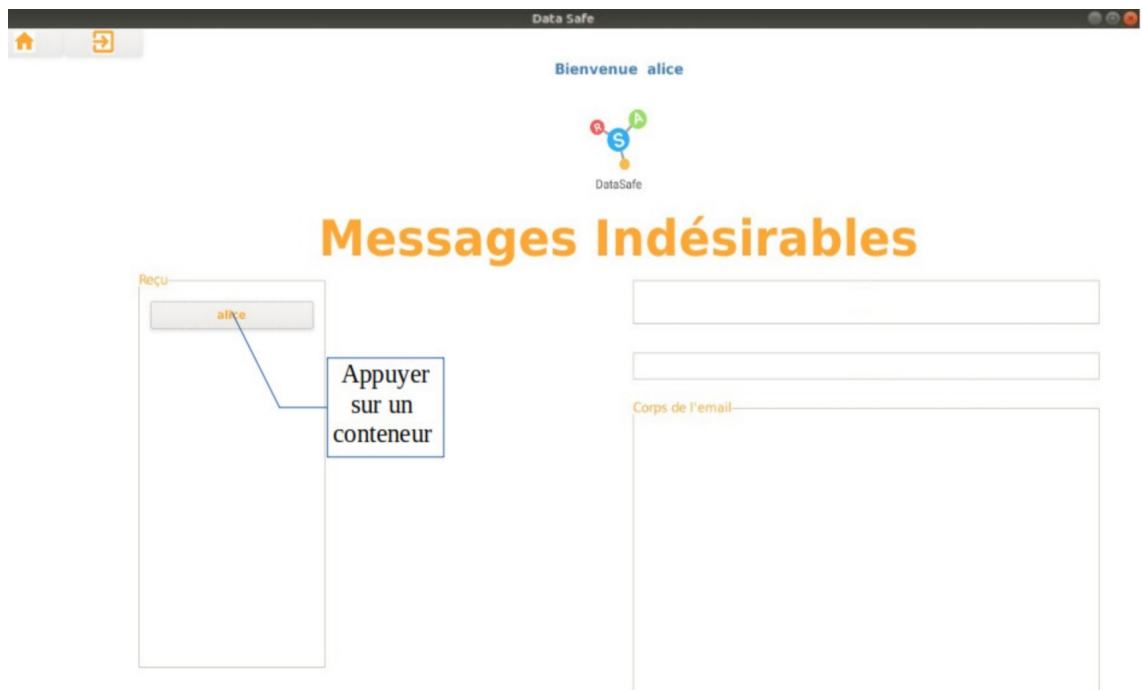 Data Safe
Bienvenue alice
R
S
A
DataSafe
Messages Indésirables
Reçu
alice
Appuyer
sur un
conteneur
Corps de l'email